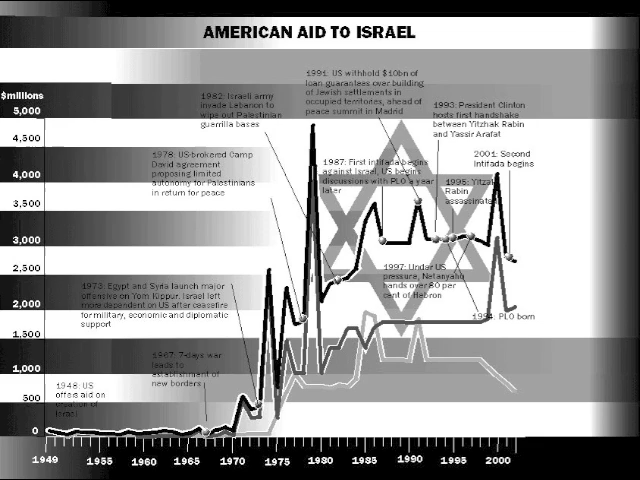 AMERICAN AID TO ISRAEL
$millions
5,000
4,500
4,000
3,500
3,000
2,500
2,000
1,500
1,000
500
0
1991: US withhold $10bn of
loan guarantees over building
of Jewish settlements in
occupied territories, ahead of
peace summit in Madrid
1982: Israeli army
invade Lebanon to
wipe out Palestinian
guerrilla bases
1993: President Clinton
hosts first handshake
between Yitzhak Rabin
and Yassir Arafat
1978: US-brokered Camp
David agreement
proposing limited
autonomy for Palestinians
in return for peace
1987: First intifada begins
against Israel, US begins
discussions with PLO a year
later
2001: Second
Intifada begins
1995: Yitzak
Rabin
assassinated
1997: Under US
pressure, Netanyahu
hands over 80 per
cent of Hebron
1994: PLO born
1973: Egypt and Syria launch major
offensive on Yom Kippur. Israel left
more dependent on US after ceasefire
for military, economic and diplomatic
support
1967: 7-days war
leads to
establishment of
new borders
1948: US
offers aid on
creation of
Israel
1949 1955 1960 1965 1970 1975 1980 1985 1990 1995 2000